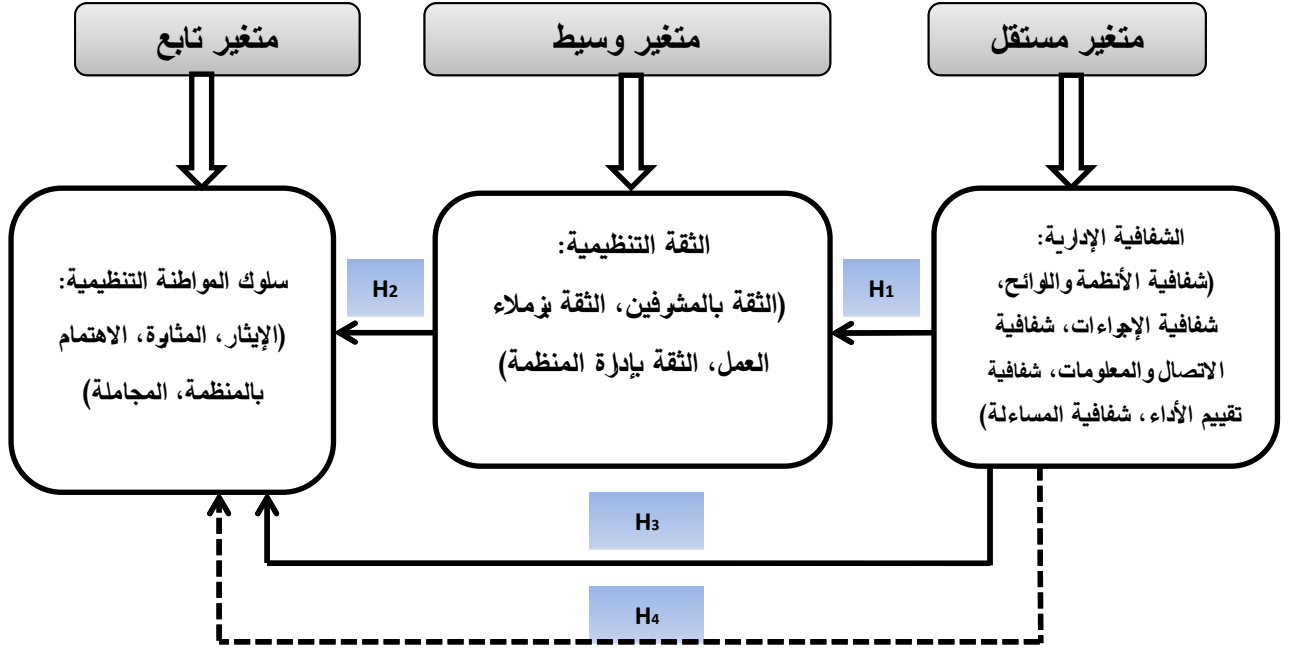 متغير مستقل
متغير وسيط
متغير تابع
الشفافية الإدارية:
(شفافية الأنظمة واللوائح،
شفافية الإجراءات، شفافية
الاتصال والمعلومات، شفافية
تقييم الأداء، شفافية المساءلة)
H1
الثقة التنظيمية:
(الثقة بالمشرفين، الثقة بزملاء
العمل، الثقة بإدارة المنظمة)
H2
سلوك المواطنة التنظيمية:
(الإيثار، المثابرة، الاهتمام
بالمنظمة، المجاملة)
H3
H4